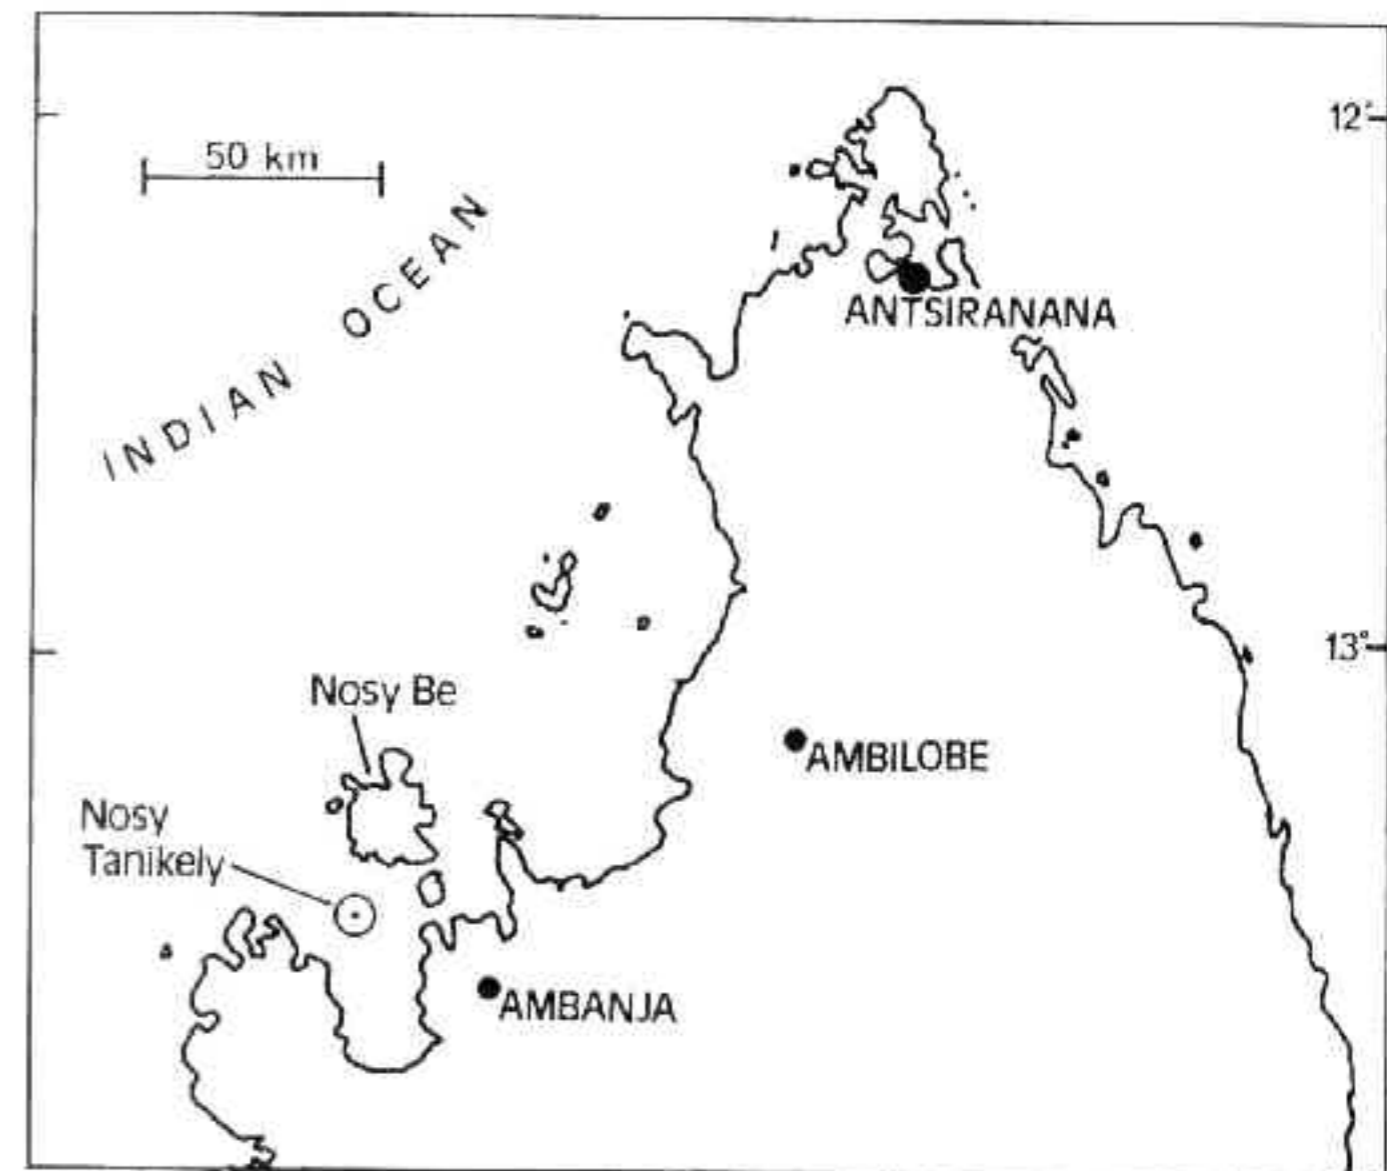 12°
50 km
INDIAN OCEAN
ANTSIRANANA
13°
Nosy Be
AMBILOBE
Nosy
Tanikely
AMBANJA